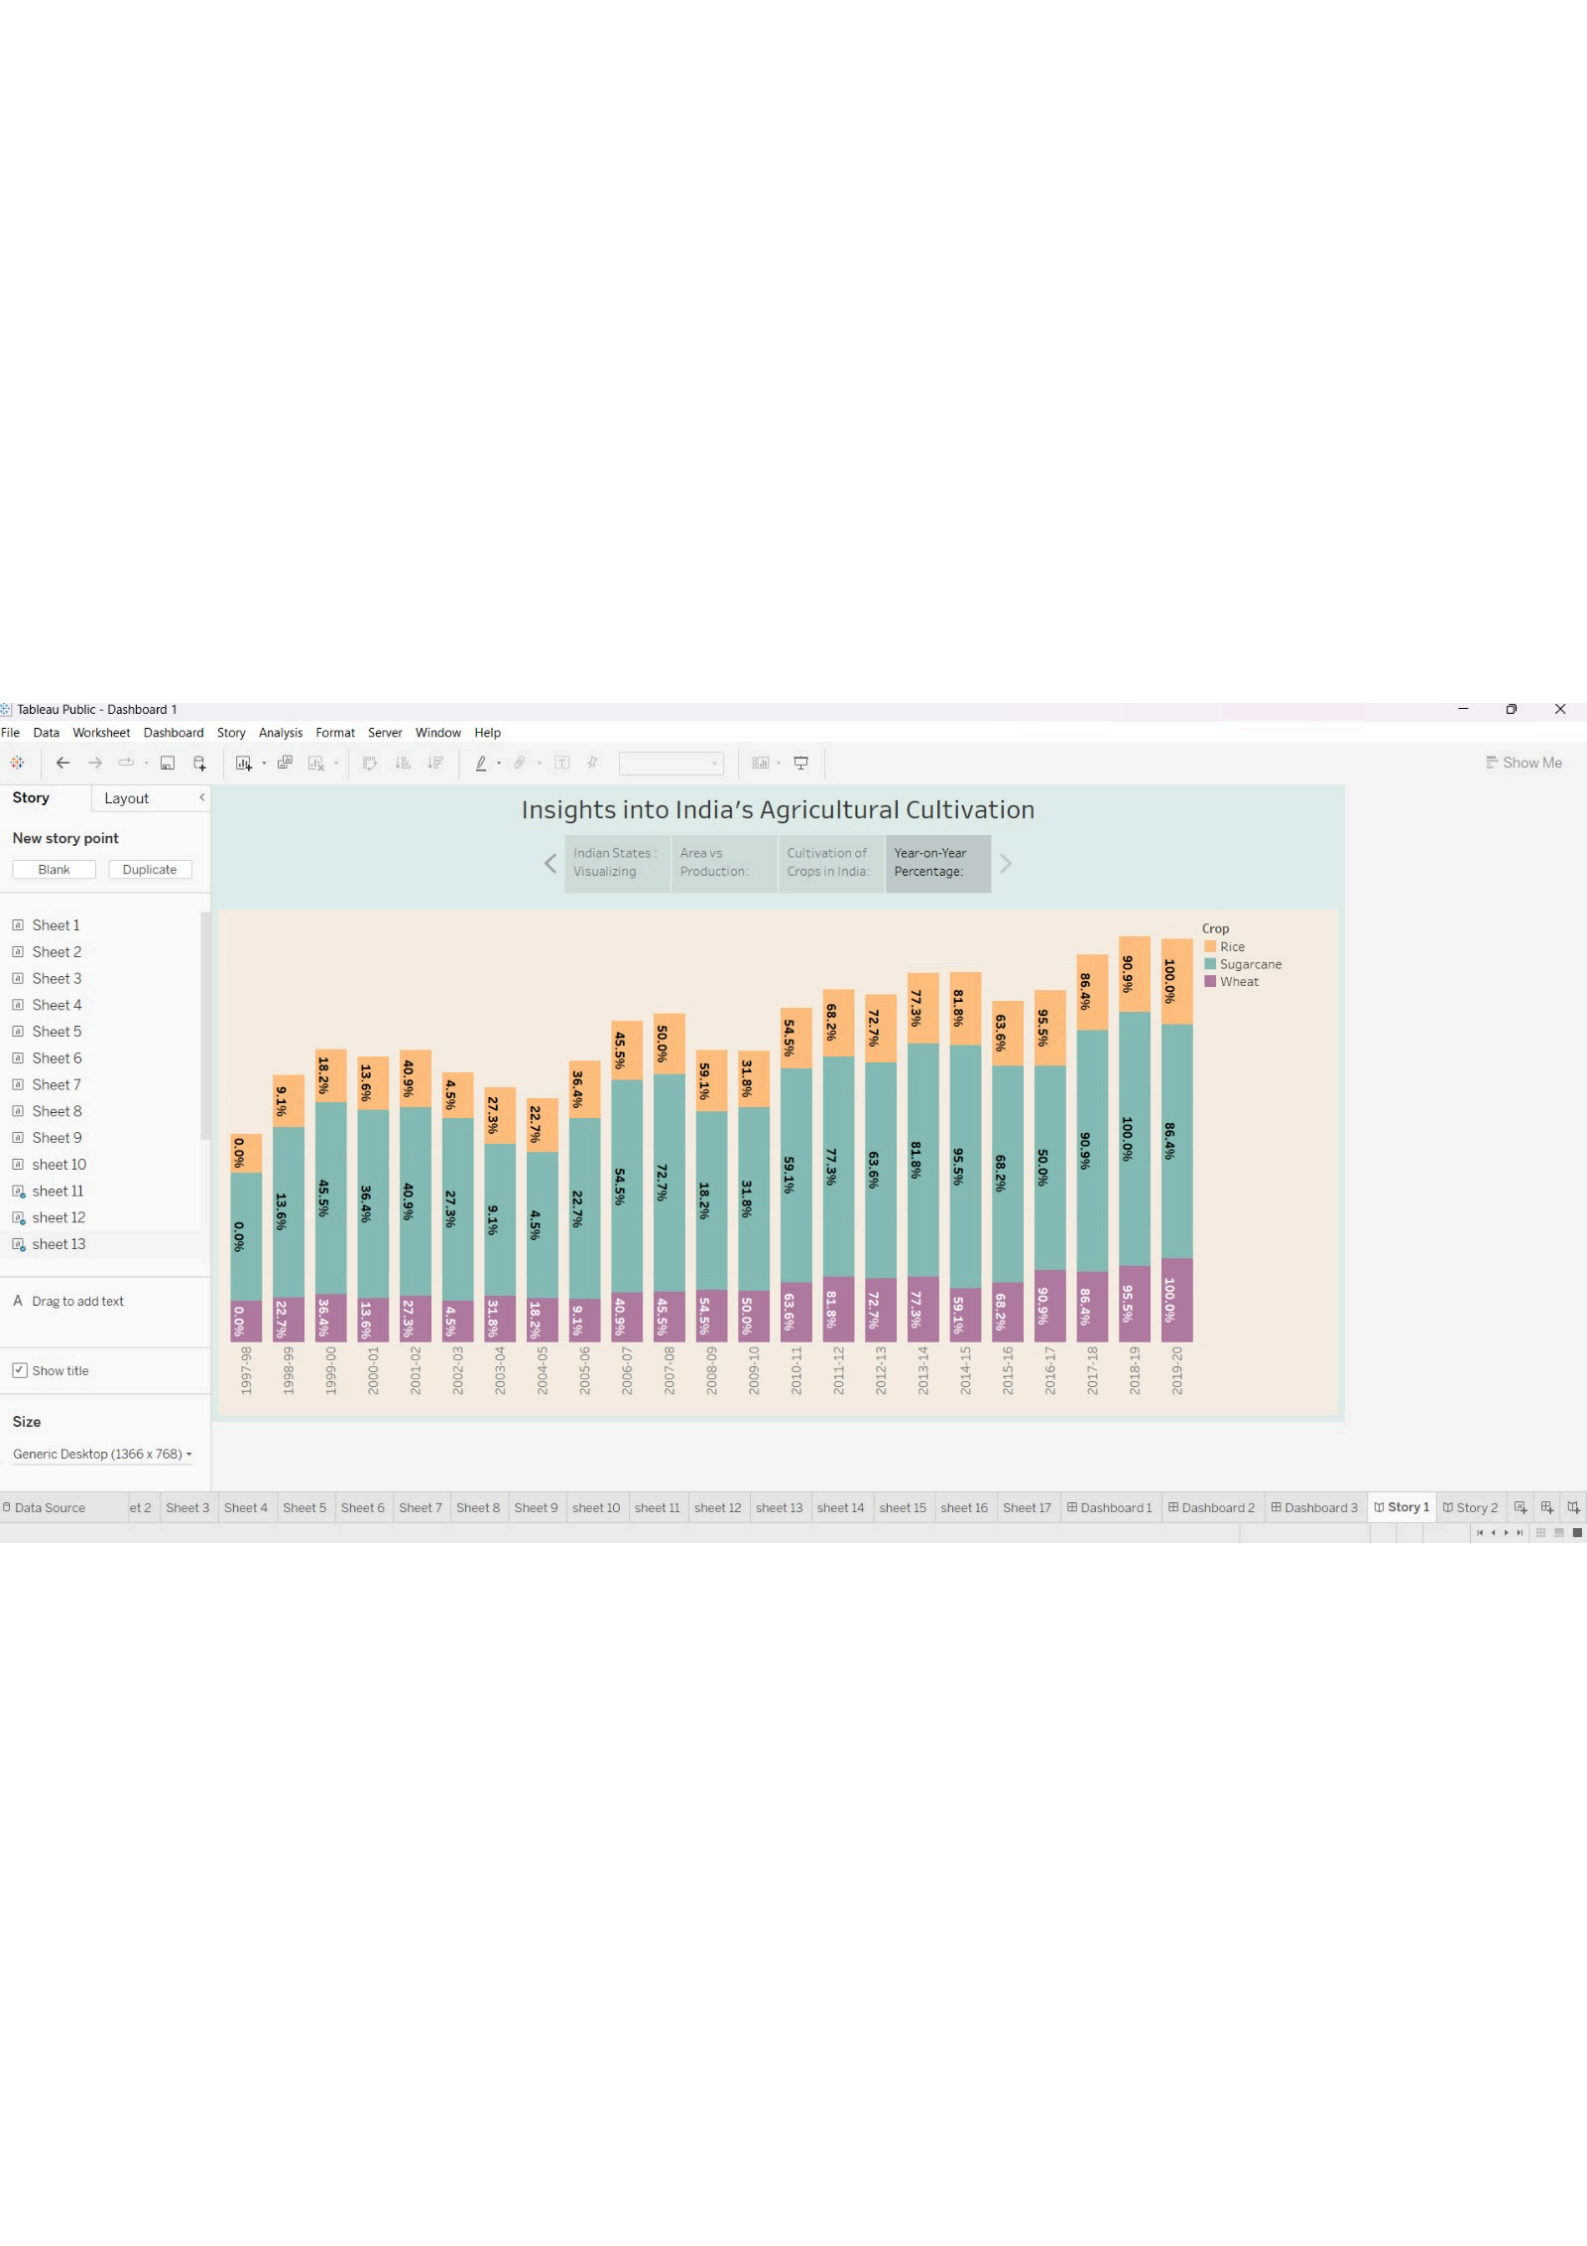 Tableau Public - Dashboard 1
File Data Worksheet Dashboard Story Analysis Format Server Window Help
Show Me
Story Layout
New story point
Blank Duplicate
Sheet 1
Sheet 2
Sheet 3
Sheet 4
Sheet 5
Sheet 6
Sheet 7
Sheet 8
Sheet 9
sheet 10
sheet 11
sheet 12
sheet 13
A Drag to add text
Show title
Size
Generic Desktop (1366 x 768)
Insights into India's Agricultural Cultivation
Indian States :
Visualizing
Area vs
Production:
Cultivation of
Crops in India:
Year-on-Year
Percentage:
Crop
Rice
Sugarcane
Wheat
0.0%
0.0%
0.0%
1997-98
9.1%
13.6%
22.7%
1998-99
18.2%
45.5%
36.4%
1999-00
13.6%
36.4%
13.6%
2000-01
40.9%
40.9%
27.3%
2001-02
4.5%
27.3%
4.5%
2002-03
27.3%
9.1%
31.8%
2003-04
22.7%
4.5%
18.2%
2004-05
36.4%
22.7%
9.1%
2005-06
45.5%
54.5%
40.9%
2006-07
50.0%
72.7%
45.5%
2007-08
59.1%
18.2%
54.5%
2008-09
31.8%
31.8%
50.0%
2009-10
54.5%
59.1%
63.6%
2010-11
68.2%
77.3%
81.8%
2011-12
72.7%
63.6%
72.7%
2012-13
77.3%
81.8%
77.3%
2013-14
81.8%
95.5%
59.1%
2014-15
63.6%
68.2%
68.2%
2015-16
95.5%
50.0%
90.9%
2016-17
86.4%
90.9%
86.4%
2017-18
90.9%
100.0%
95.5%
2018-19
100.0%
86.4%
100.0%
2019-20
Data Source et 2 Sheet 3 Sheet 4 Sheet 5 Sheet 6 Sheet 7 Sheet 8 Sheet 9 sheet 10 sheet 11 sheet 12 sheet 13 sheet 14 sheet 15 sheet 16 Sheet 17 Dashboard 1 Dashboard 2 Dashboard 3 Story 1 Story 2